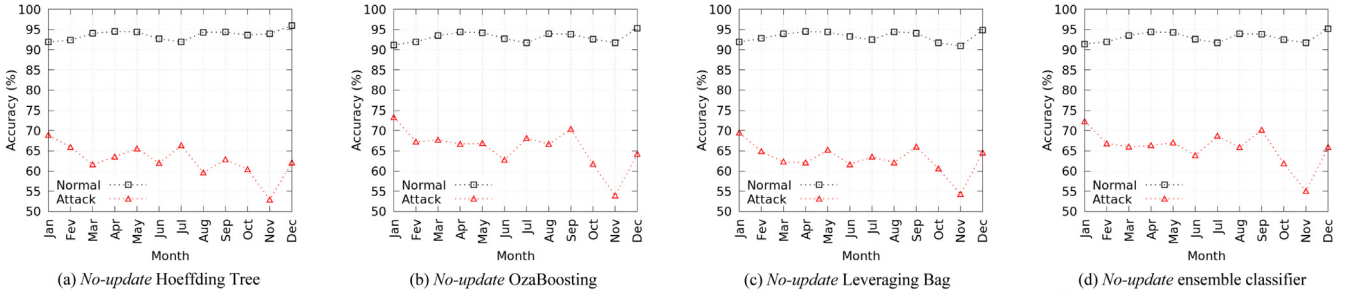 100
95
90
85
80
75
70
65
60
55
50
Accuracy (%)
Normal
Attack
Jan
Fev
Mar
Apr
May
Jun
Jul
Aug
Sep
Oct
Nov
Dec
Month
(a) No-update Hoeffding Tree
100
95
90
85
80
75
70
65
60
55
50
Accuracy (%)
Normal
Attack
Jan
Fev
Mar
Apr
May
Jun
Jul
Aug
Sep
Oct
Nov
Dec
Month
(b) No-update OzaBoosting
100
95
90
85
80
75
70
65
60
55
50
Accuracy (%)
Normal
Attack
Jan
Fev
Mar
Apr
May
Jun
Jul
Aug
Sep
Oct
Nov
Dec
Month
(c) No-update Leveraging Bag
100
95
90
85
80
75
70
65
60
55
50
Accuracy (%)
Normal
Attack
Jan
Fev
Mar
Apr
May
Jun
Jul
Aug
Sep
Oct
Nov
Dec
Month
(d) No-update ensemble classifier